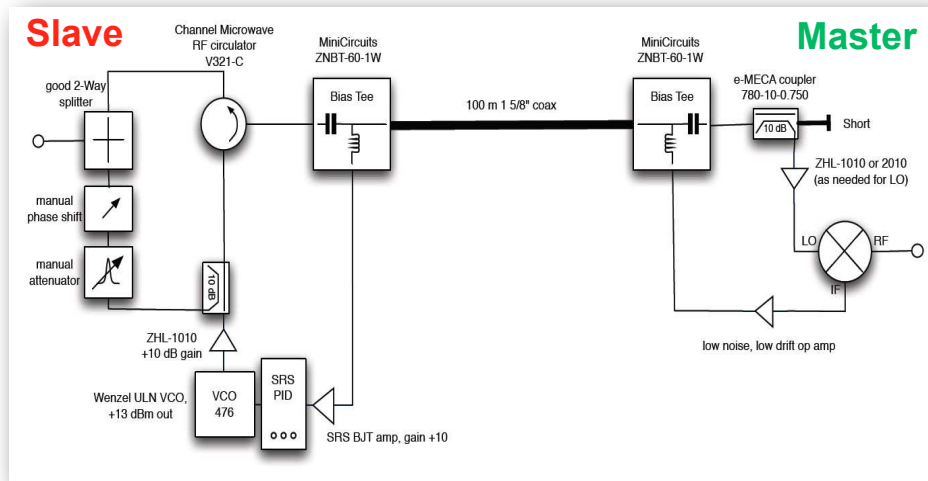 Slave
Channel Microwave
RF circulator
V321-C
MiniCircuits
ZNBT-60-1W
MiniCircuits
ZNBT-60-1W
Master
e-MECA coupler
780-10-0.750
good 2-Way
splitter
Bias Tee
100 m 1 5/8" coax
Bias Tee
10 dB
Short
ZHL-1010 or 2010
(as needed for LO)
manual
phase shift
manual
attenuator
10 dB
LO
RF
IF
ZHL-1010
+10 dB gain
low noise, low drift op amp
Wenzel ULN VCO,
+13 dBm out
VCO
476
SRS
PID
SRS BJT amp, gain +10